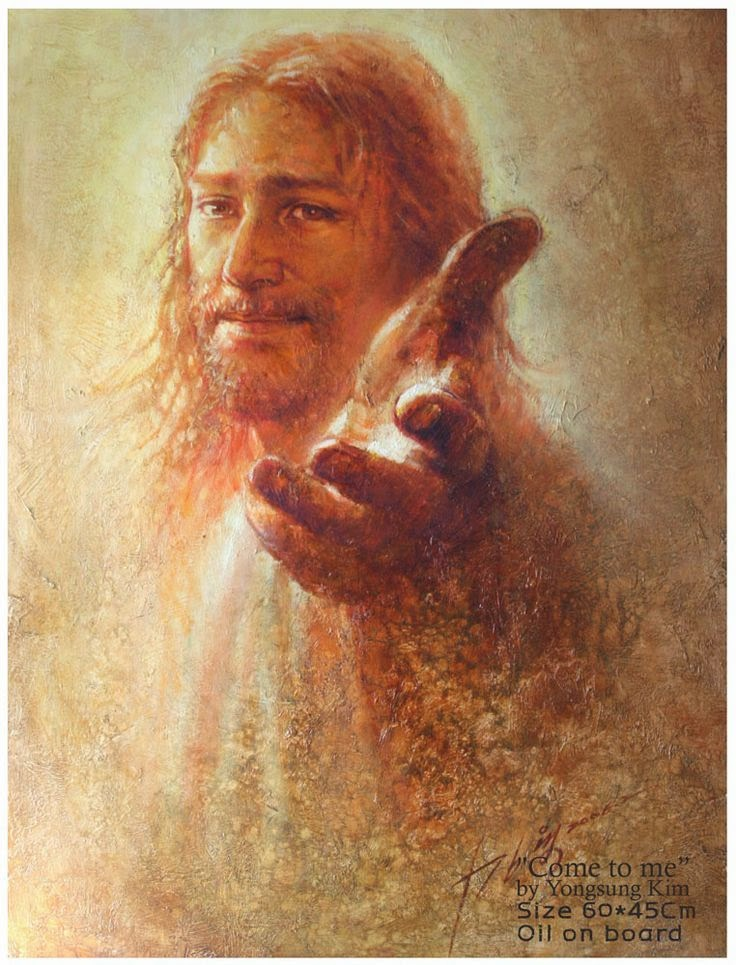 "Come to me”
by Yongsung Kim
Size 60*45Cm
Oil on board